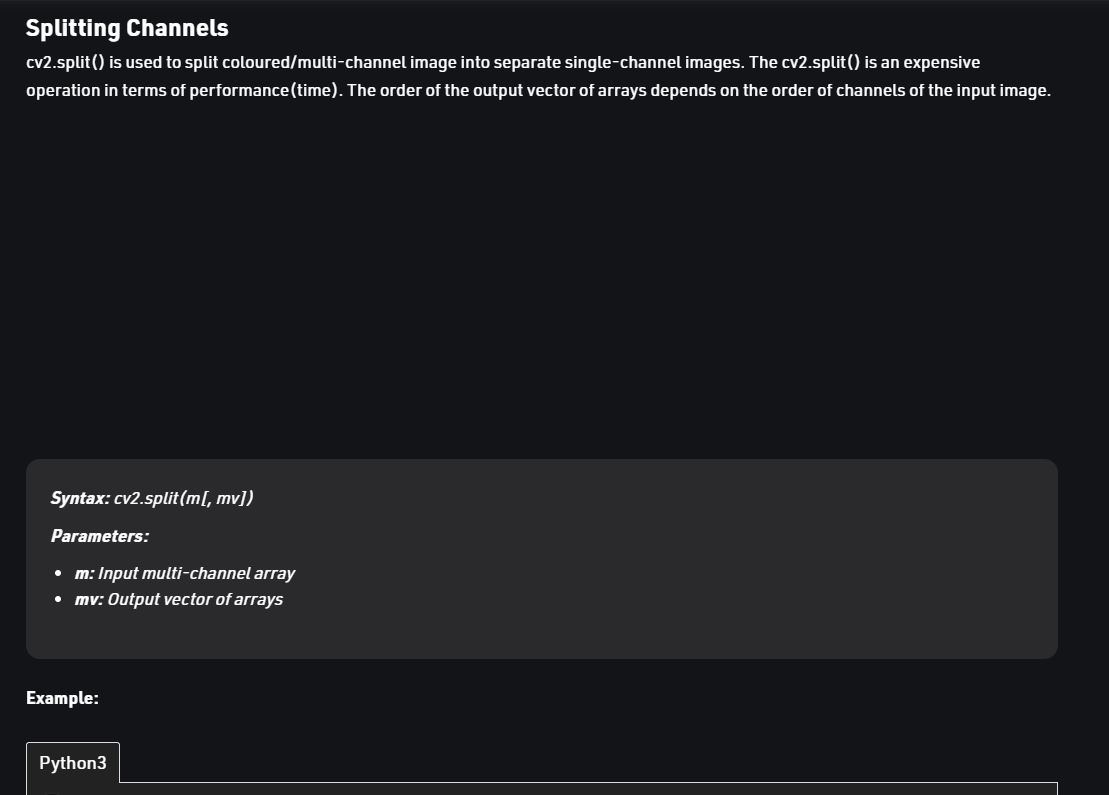 Splitting Channels
cv2.split() is used to split coloured/multi-channel image into separate single-channel images. The cv2.split() is an expensive
operation in terms of performance(time). The order of the output vector of arrays depends on the order of channels of the input image.
Syntax: cv2.split(m[, mv])
Parameters:
• m: Input multi-channel array
• mv: Output vector of arrays
Example:
Python3